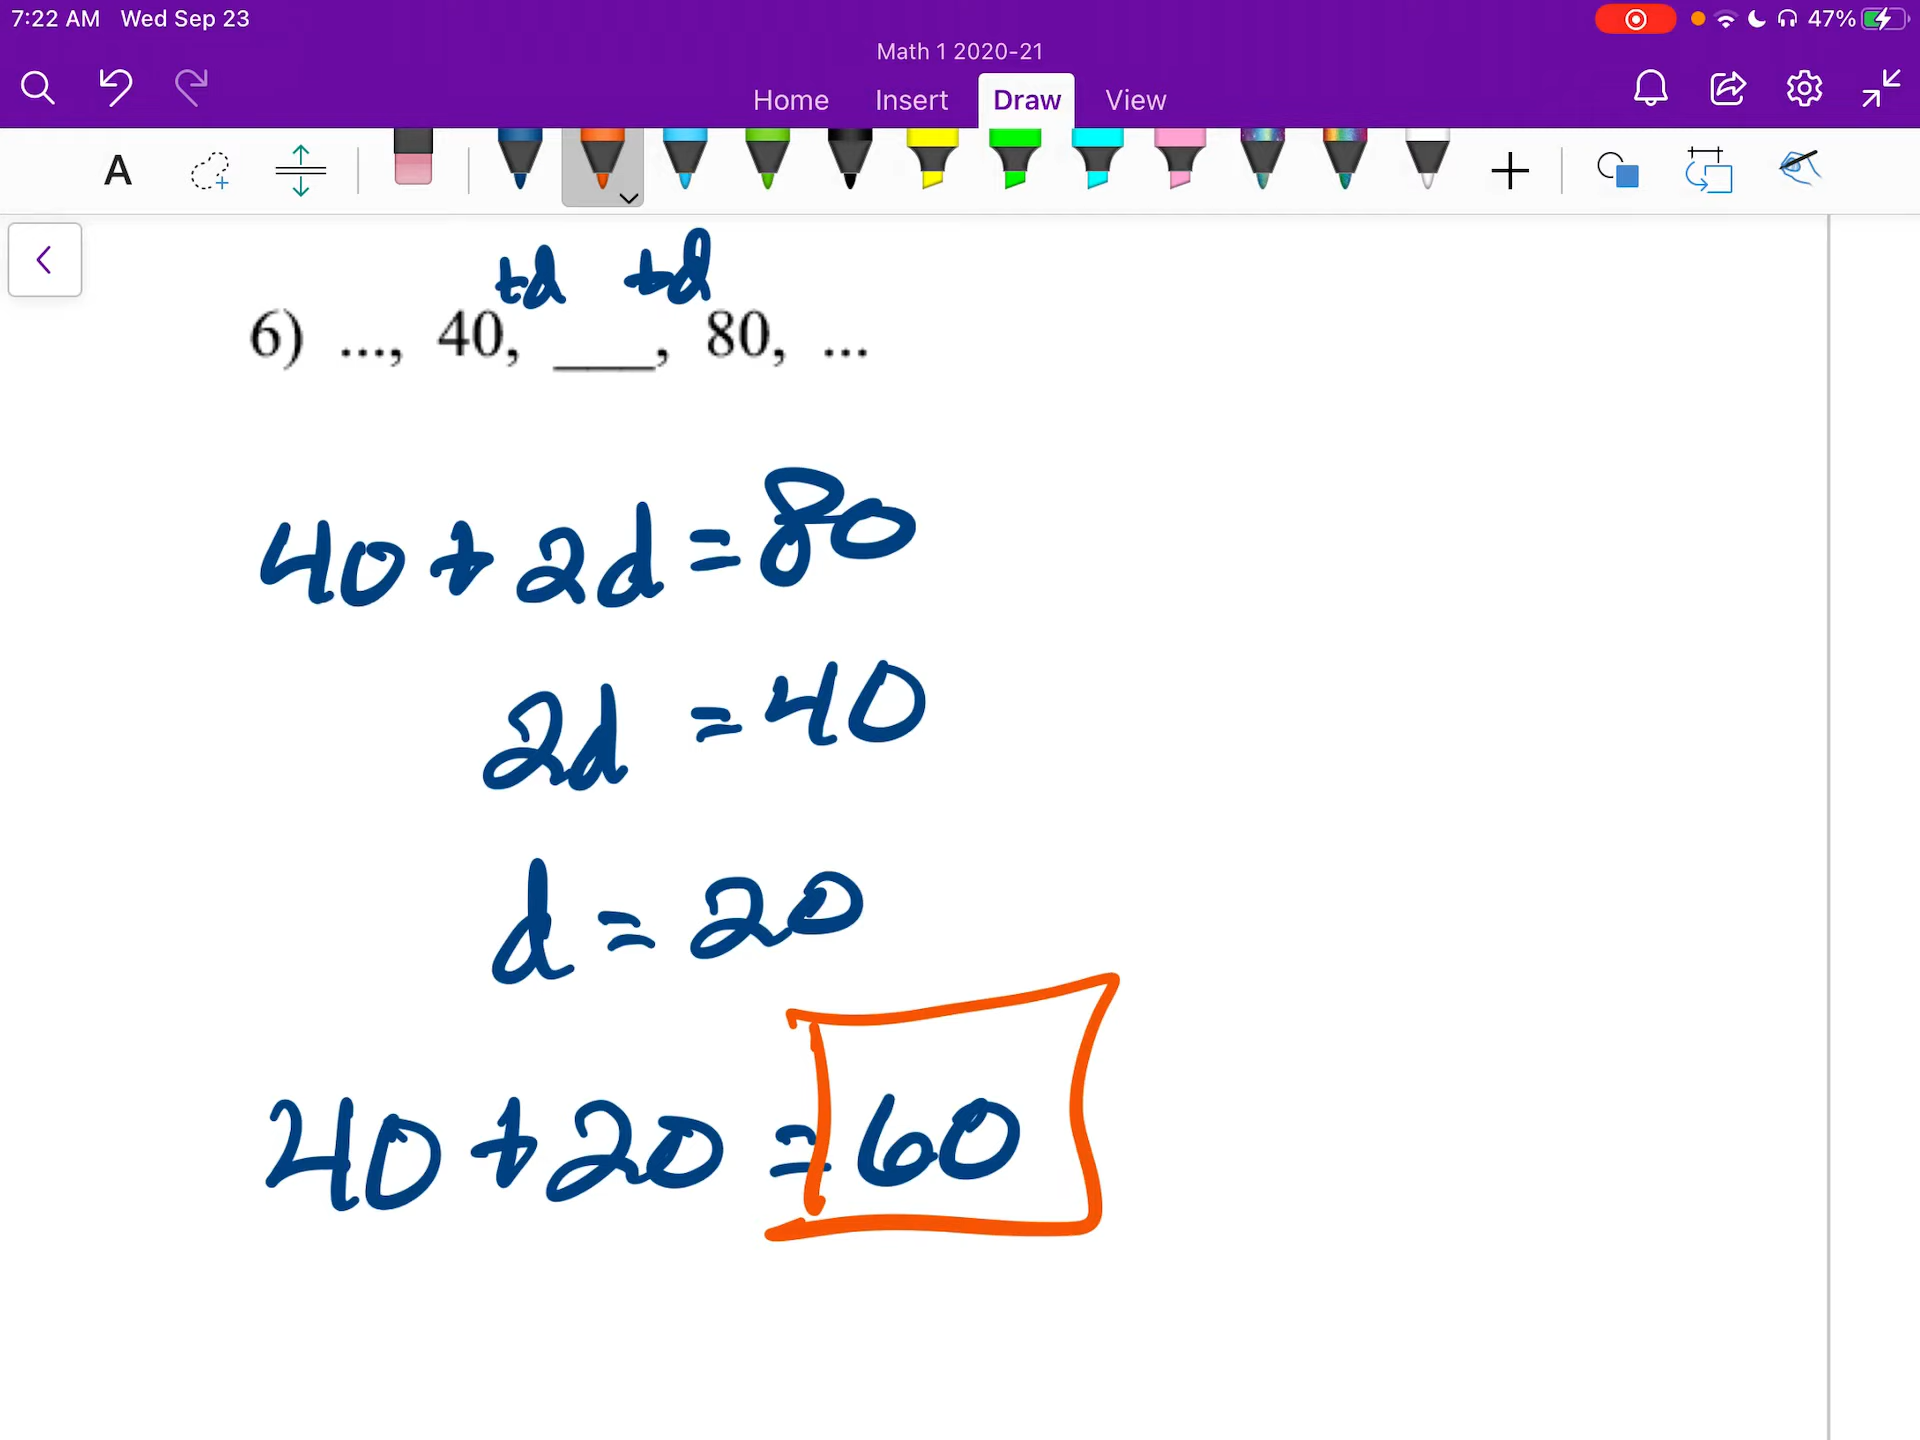 7:22 AM Wed Sep 23
47%
Math 1 2020-21
Home Insert Draw View
A
+d +d
6) ..., 40, ___, 80, ...
40 + 2d = 80
2d = 40
d = 20
40 + 20 = 60